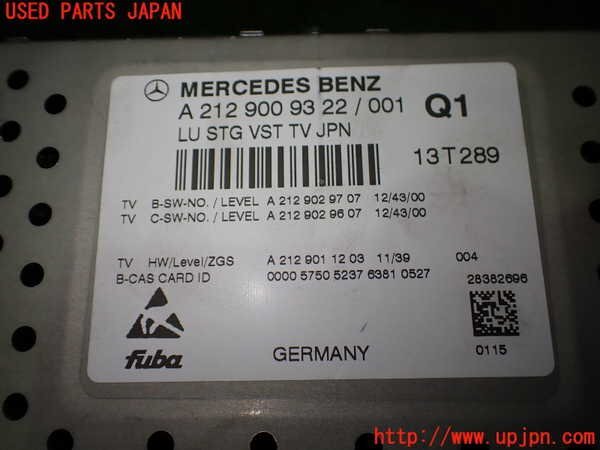 USED PARTS JAPAN
MERCEDES BENZ
A 212 900 93 22 / 001 Q1
LU STG VST TV JPN
13T289
TV B-SW-NO. / LEVEL A 212 902 97 07 12/43/00
TV C-SW-NO. / LEVEL A 212 902 96 07 12/43/00
TV HW/Level/ZGS A 212 901 12 03 11/39 004
B-CAS CARD ID 0000 5750 5237 6381 0527 28382696
fuba GERMANY 0115
http://www.upjpn.com/